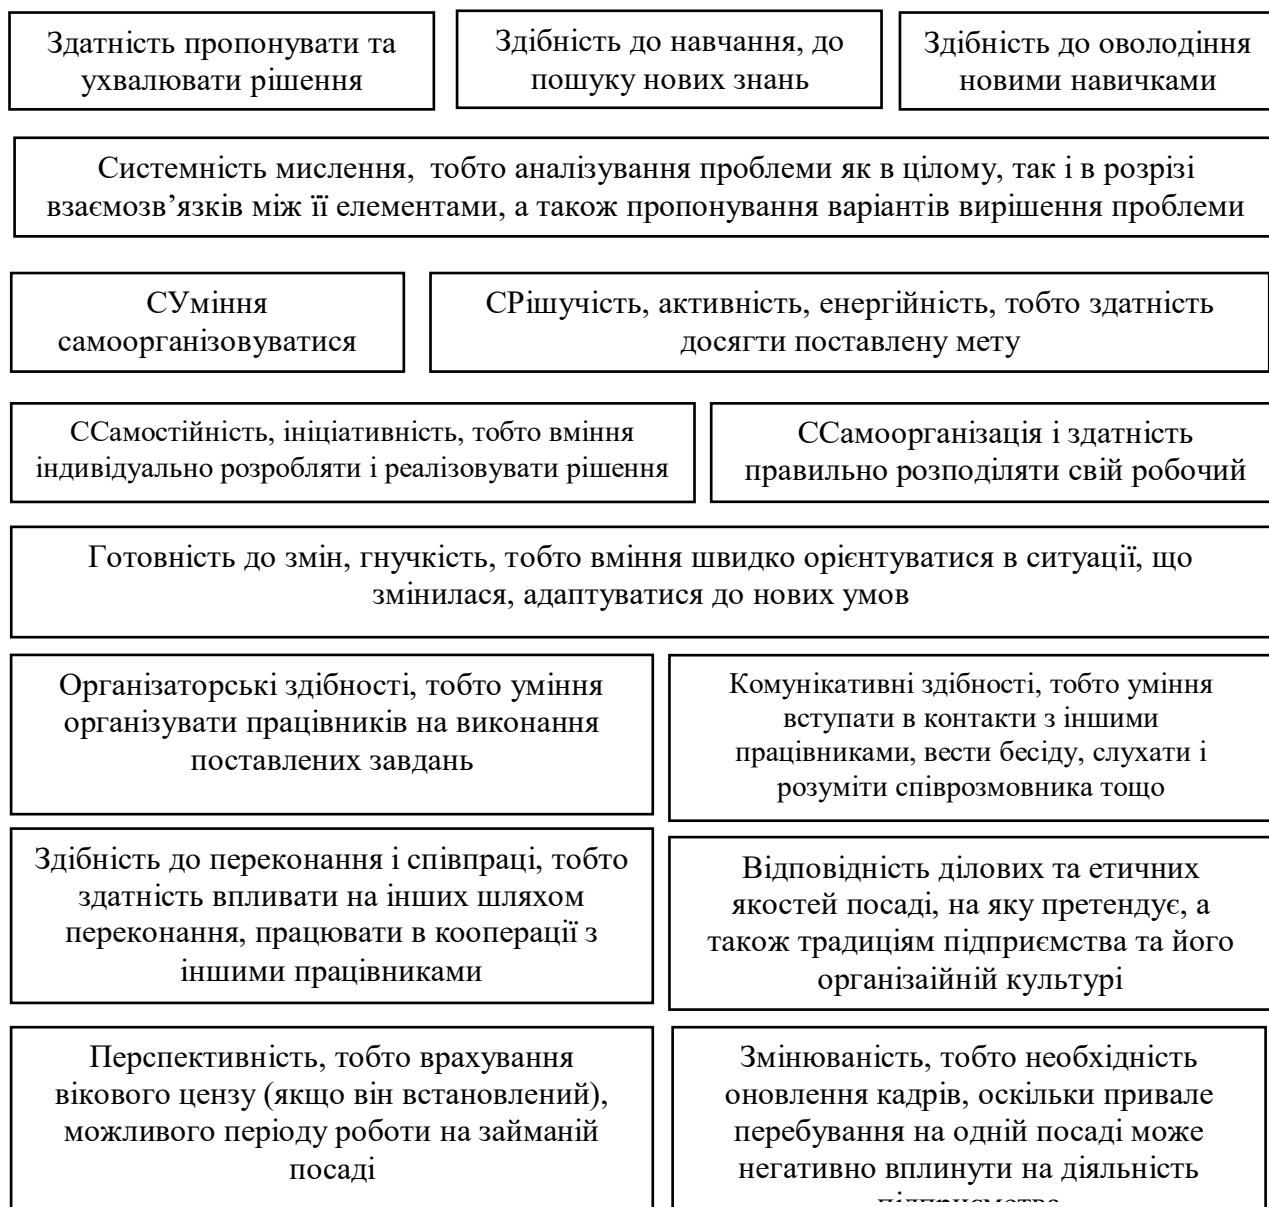 Здатність пропонувати та
ухвалювати рішення
Здібність до навчання, до
пошуку нових знань
Здібність до оволодіння
новими навичками
Системність мислення, тобто аналізування проблеми як в цілому, так і в розрізі
взаємозв’язків між її елементами, а також пропонування варіантів вирішення проблеми
СУміння
самоорганізовуватися
СРішучість, активність, енергійність, тобто здатність
досягти поставлену мету
ССамостійність, ініціативність, тобто вміння
індивідуально розробляти і реалізовувати рішення
ССамоорганізація і здатність
правильно розподіляти свій робочий
Готовність до змін, гнучкість, тобто вміння швидко орієнтуватися в ситуації, що
змінилася, адаптуватися до нових умов
Організаторські здібності, тобто уміння
організувати працівників на виконання
поставлених завдань
Комунікативні здібності, тобто уміння
вступати в контакти з іншими
працівниками, вести бесіду, слухати і
розуміти співрозмовника тощо
Здібність до переконання і співпраці, тобто
здатність впливати на інших шляхом
переконання, працювати в кооперації з
іншими працівниками
Відповідність ділових та етичних
якостей посаді, на яку претендує, а
також традиціям підприємства та його
організаійній культурі
Перспективність, тобто врахування
вікового цензу (якщо він встановлений),
можливого періоду роботи на займаній
посаді
Змінюваність, тобто необхідність
оновлення кадрів, оскільки привале
перебування на одній посаді може
негативно вплинути на діяльність